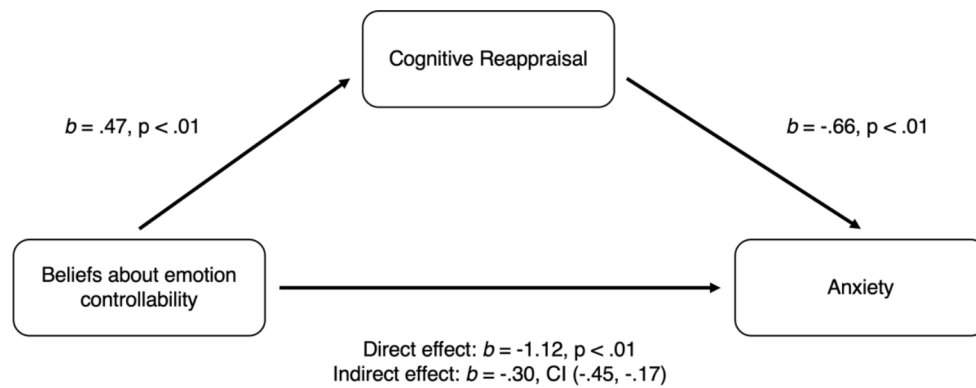 Cognitive Reappraisal
b = .47, p < .01
b = -.66, p < .01
Beliefs about emotion
controllability
Anxiety
Direct effect: b = -1.12, p < .01
Indirect effect: b = -.30, CI (-.45, -.17)